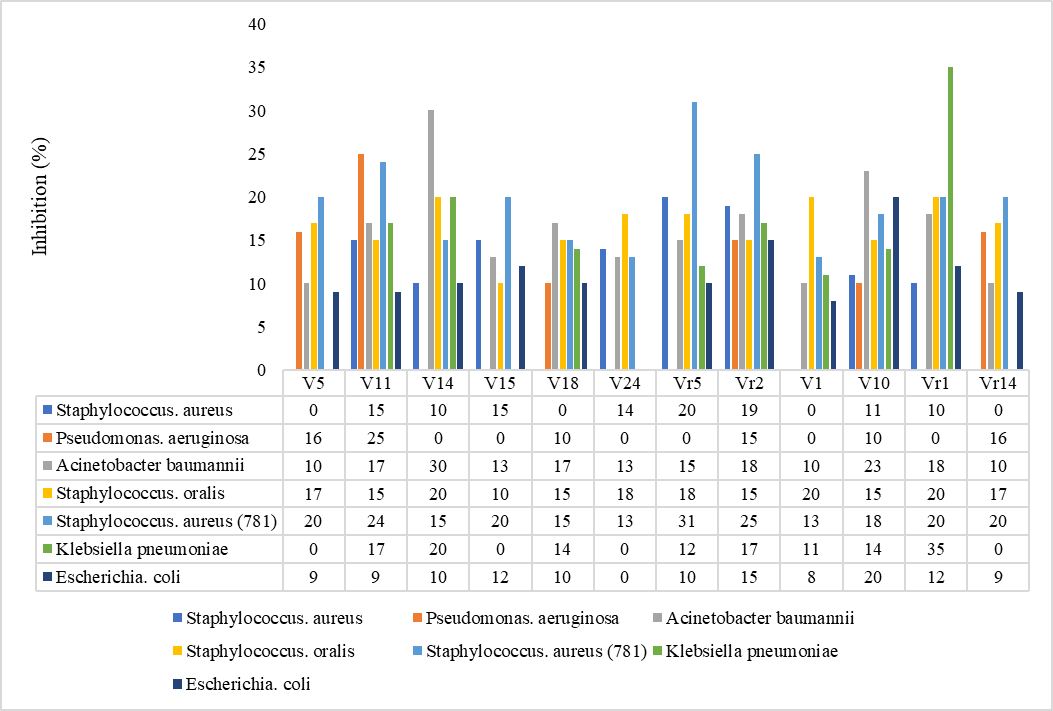 40
35
30
25
20
15
10
5
0
Inhibition (%)
V5 V11 V14 V15 V18 V24 Vr5 Vr2 V1 V10 Vr1 Vr14
Staphylococcus. aureus 0 15 10 15 0 14 20 19 0 11 10 0
Pseudomonas. aeruginosa 16 25 0 0 10 0 0 15 0 10 0 16
Acinetobacter baumannii 10 17 30 13 17 13 15 18 10 23 18 10
Staphylococcus. oralis 17 15 20 10 15 18 18 15 20 15 20 17
Staphylococcus. aureus (781) 20 24 15 20 15 13 31 25 13 18 20 20
Klebsiella pneumoniae 0 17 20 0 14 0 12 17 11 14 35 0
Escherichia. coli 9 9 10 12 10 0 10 15 8 20 12 9
Staphylococcus. aureus Pseudomonas. aeruginosa Acinetobacter baumannii
Staphylococcus. oralis Staphylococcus. aureus (781) Klebsiella pneumoniae
Escherichia. coli